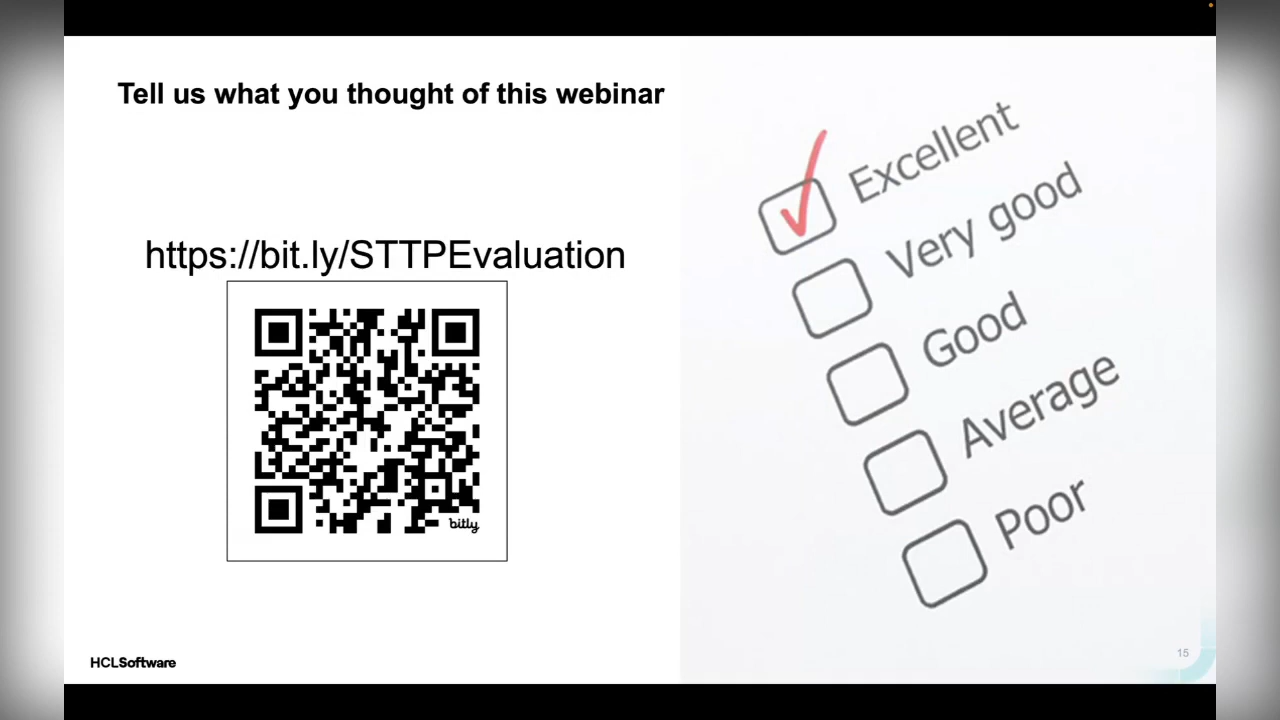 Tell us what you thought of this webinar
https://bit.ly/STTPEvaluation
bitly
Excellent
Very good
Good
Average
Poor
HCLSoftware
15